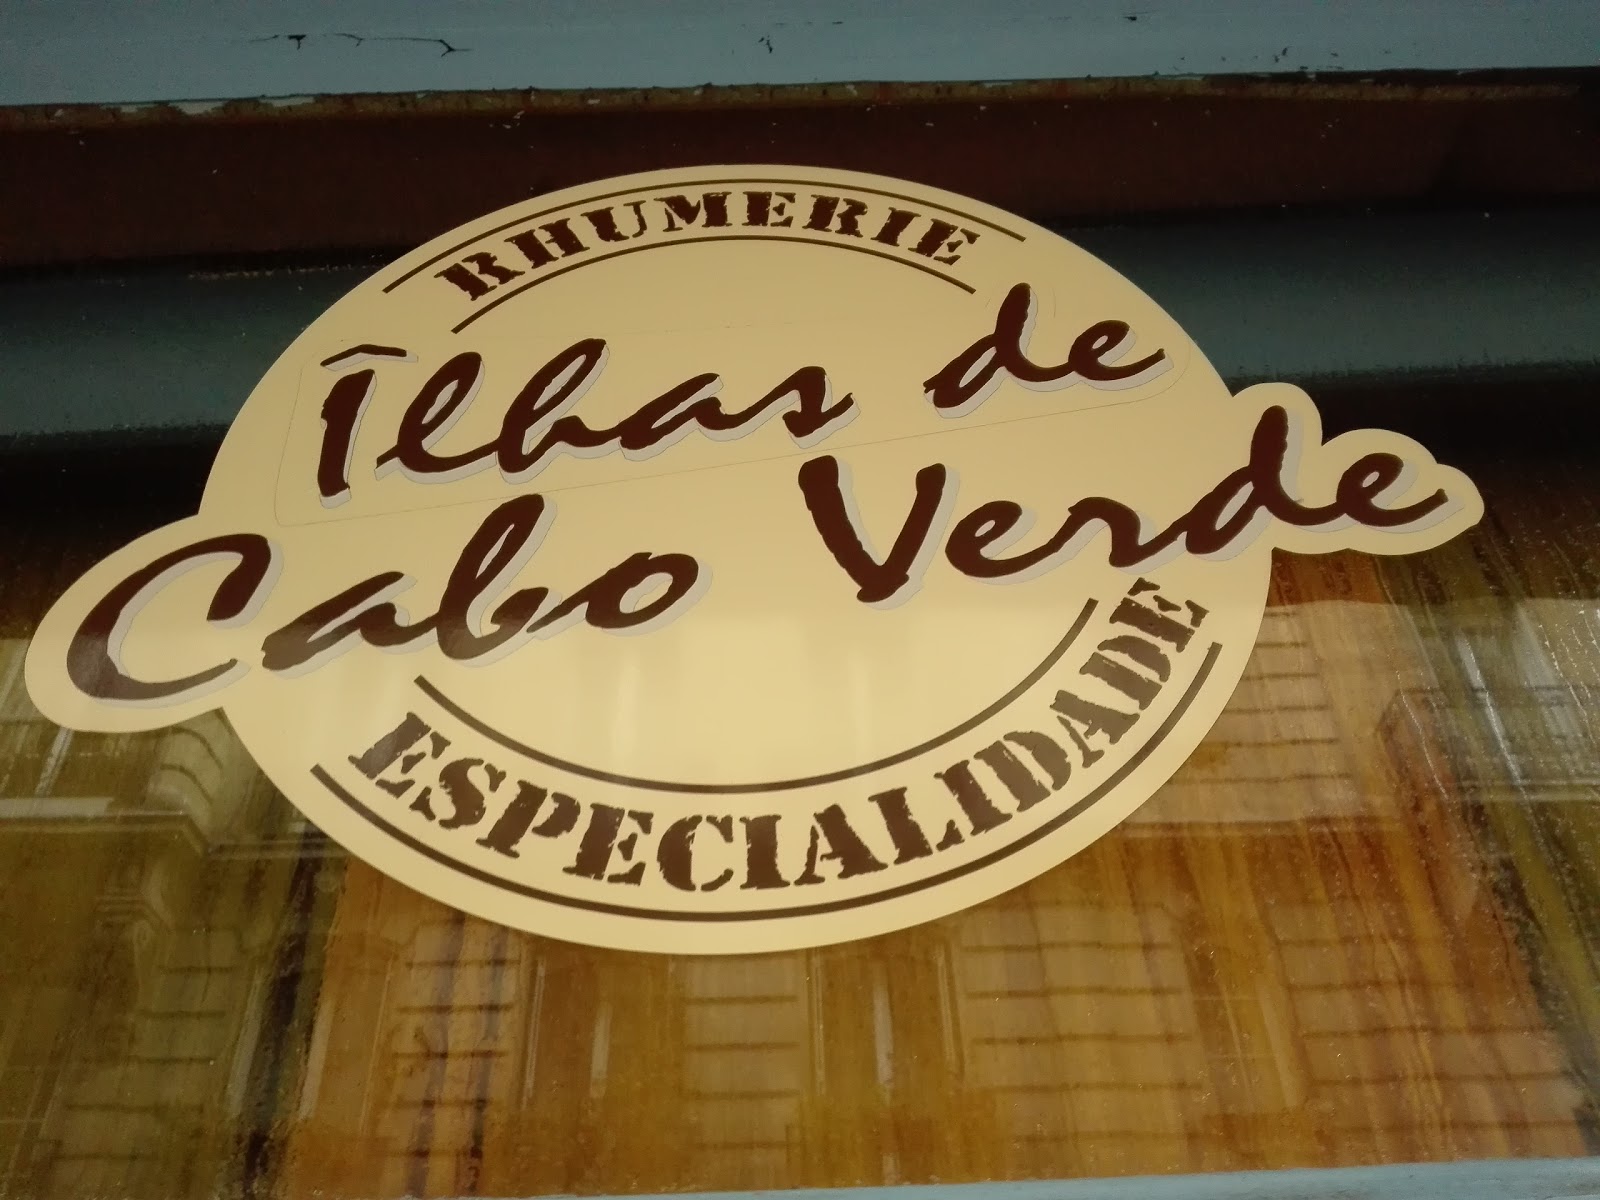 RHUMERIE
Îlhas de
Cabo Verde
ESPECIALIDADE